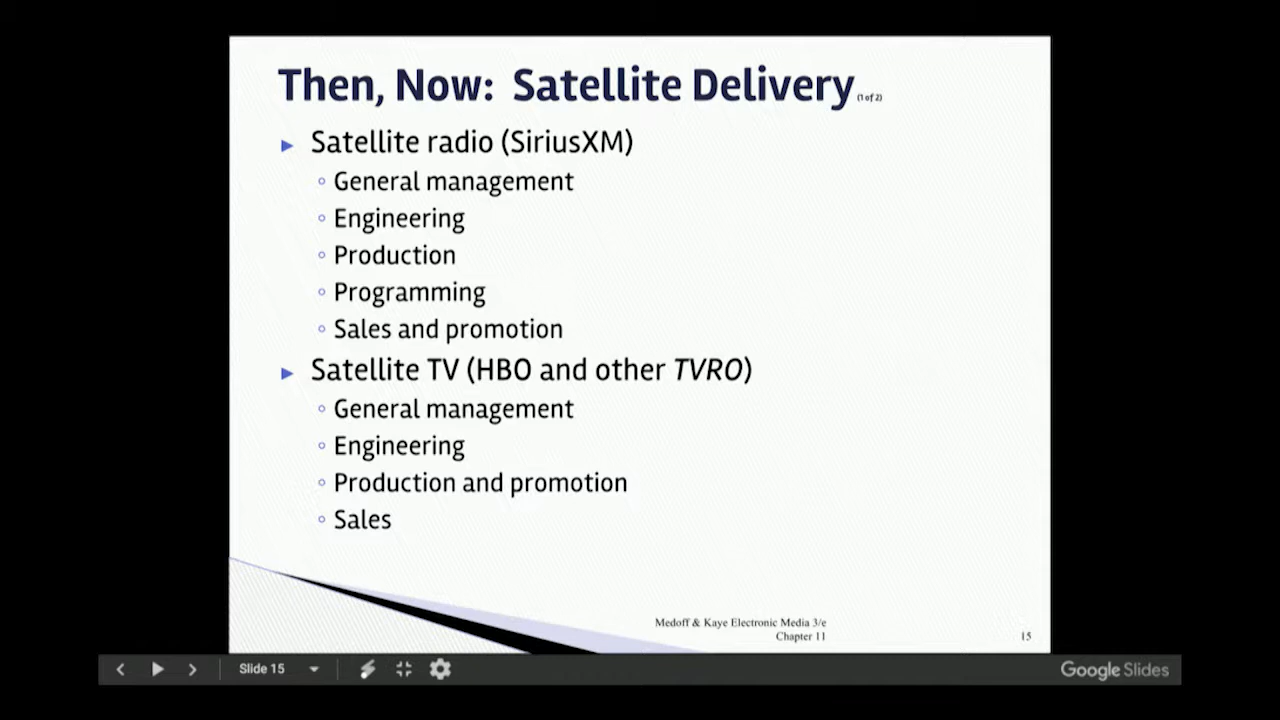 Then, Now: Satellite Delivery (1 of 2)
Satellite radio (SiriusXM)
General management
Engineering
Production
Programming
Sales and promotion
Satellite TV (HBO and other TVRO)
General management
Engineering
Production and promotion
Sales
Medoff & Kaye Electronic Media 3/e
Chapter 11
15
Slide 15
Google Slides